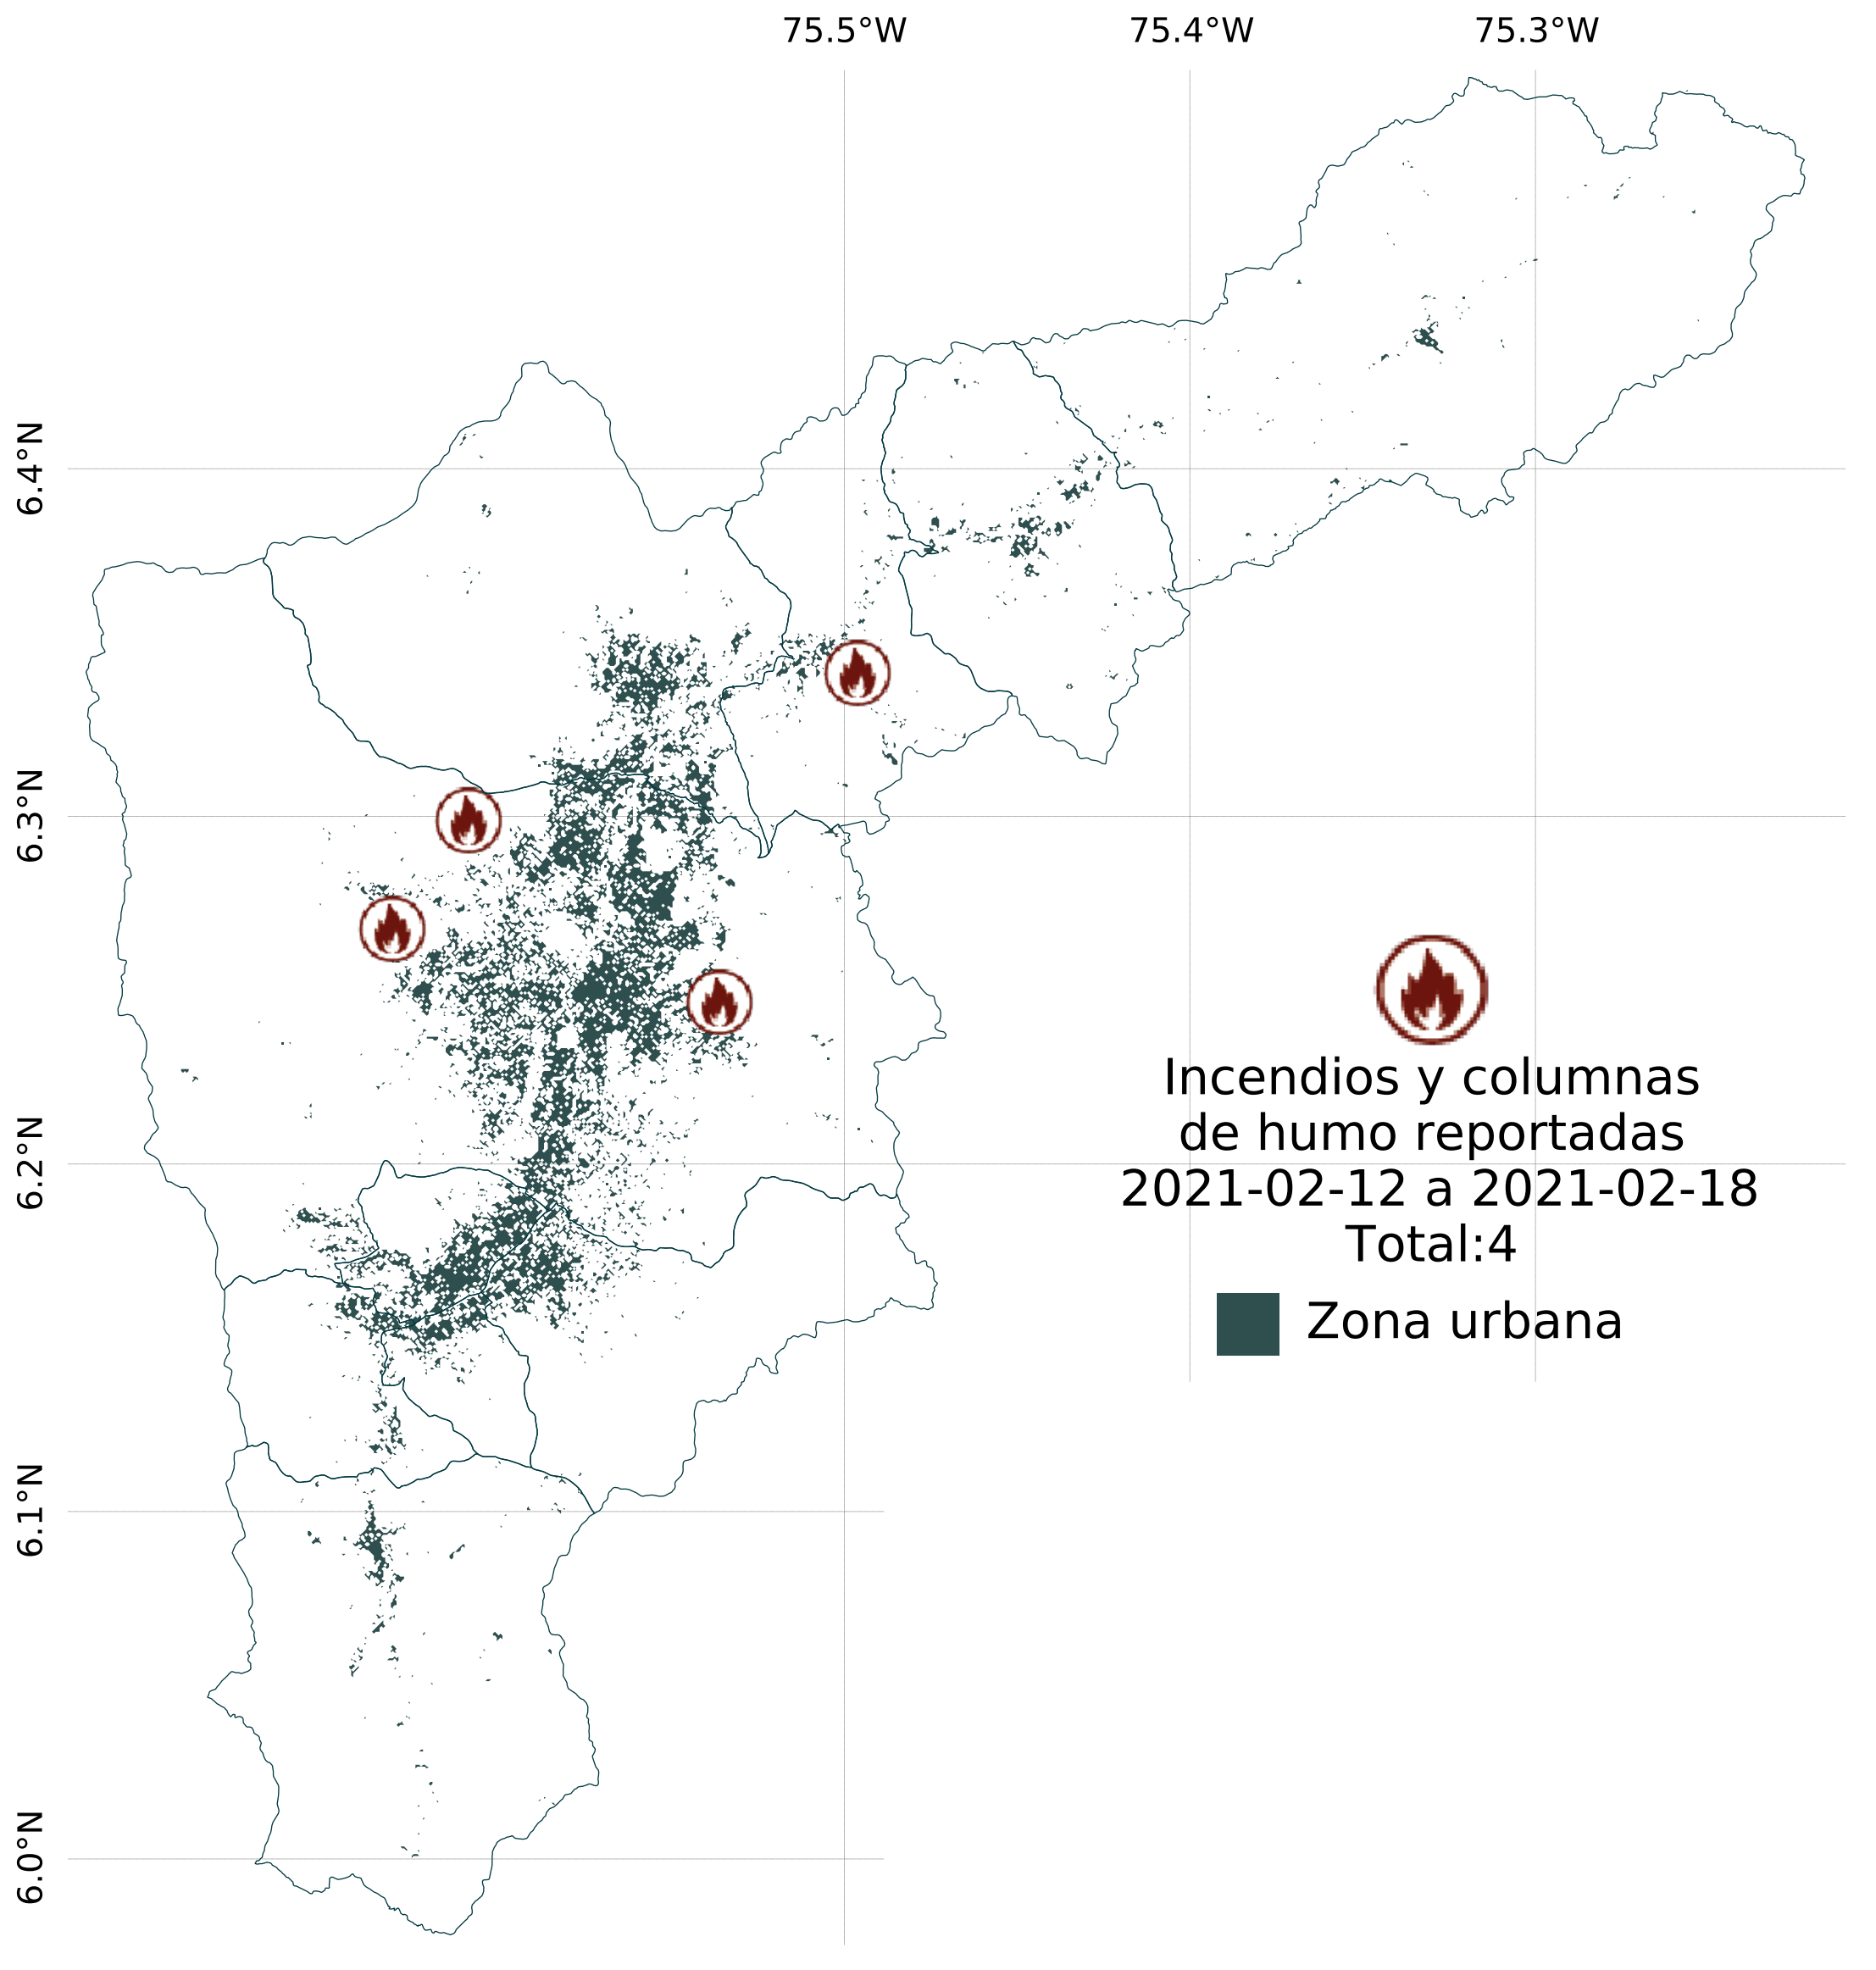 75.5°W 75.4°W 75.3°W
6.4°N
6.3°N
6.2°N
6.1°N
6.0°N
Incendios y columnas
de humo reportadas
2021-02-12 a 2021-02-18
Total:4
Zona urbana